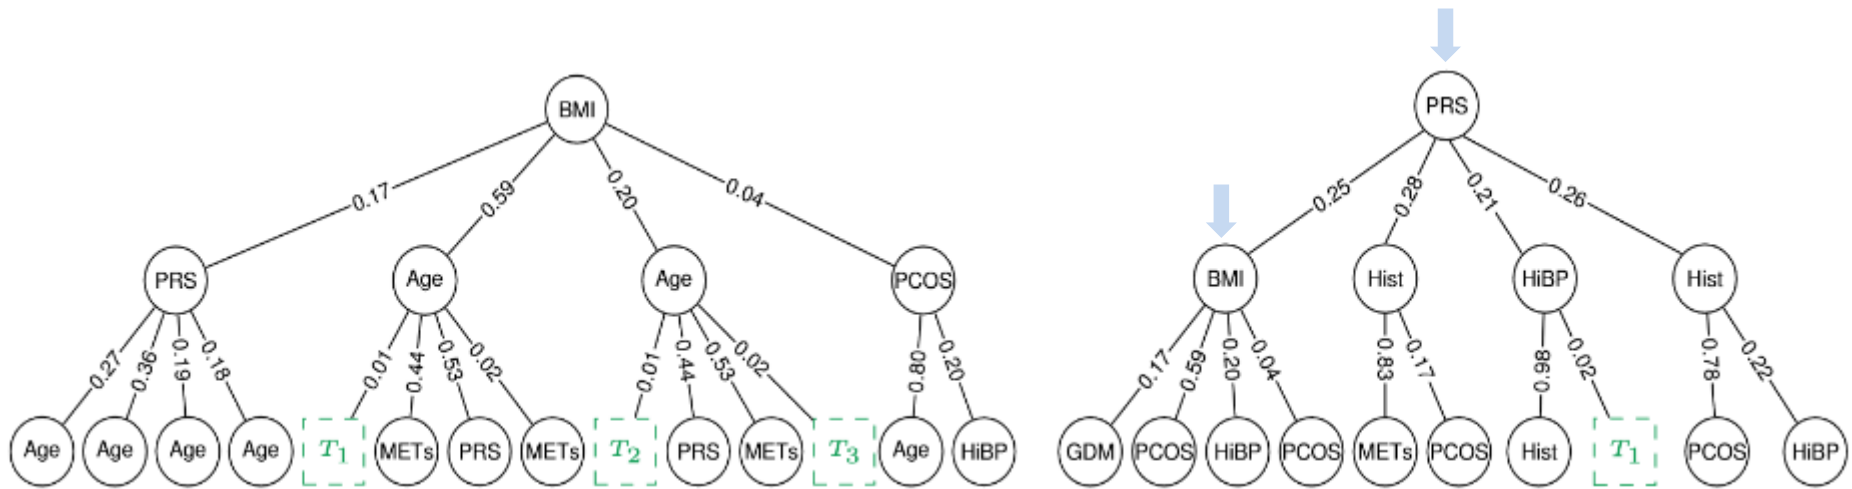 BMI
PRS
0.17
0.59
0.20
0.04
0.25
0.28
0.21
0.26
PRS
Age
Age
PCOS
BMI
Hist
HiBP
Hist
0.27
0.36
0.19
0.18
0.01
0.44
0.53
0.02
0.01
0.44
0.53
0.02
0.80
0.20
0.17
0.59
0.20
0.04
0.83
0.17
0.98
0.02
0.78
0.22
Age
Age
Age
Age
T1
METs
PRS
METs
T2
PRS
METs
T3
Age
HiBP
GDM
PCOS
HiBP
PCOS
METs
PCOS
Hist
T1
PCOS
HiBP